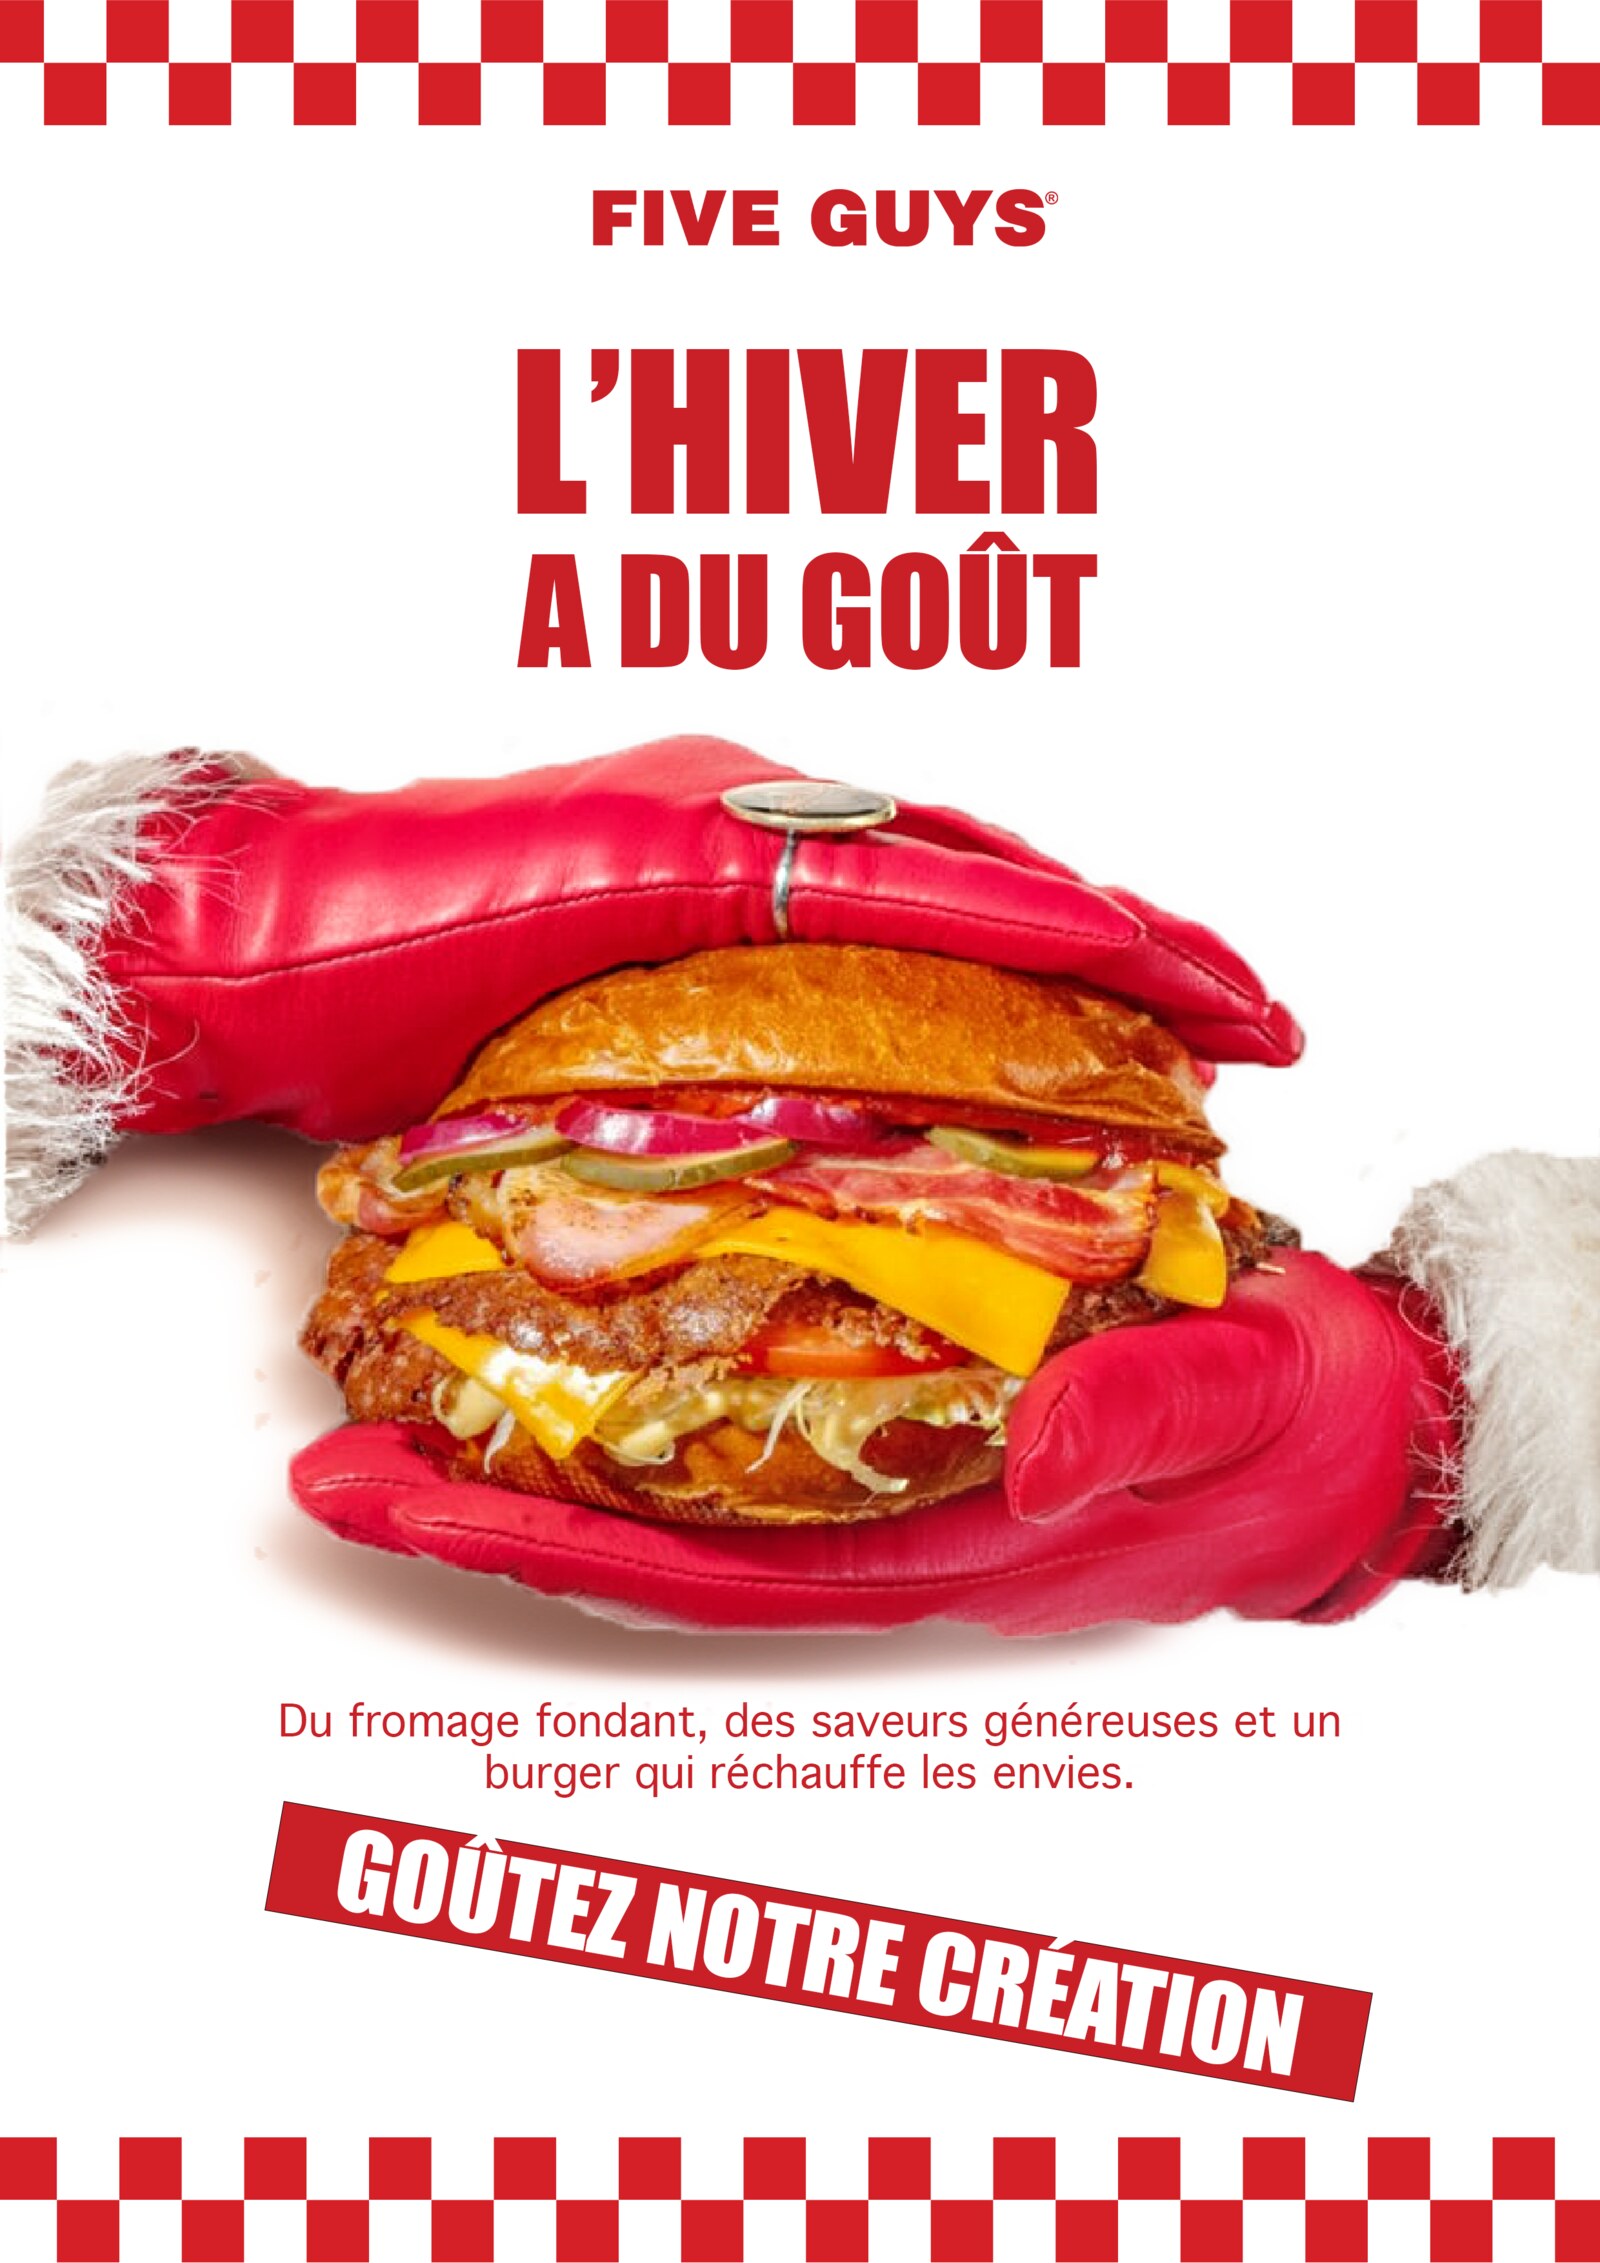 FIVE GUYS®
L'HIVER
A DU GOÛT
Du fromage fondant, des saveurs généreuses et un
burger qui réchauffe les envies.
GOÛTEZ NOTRE CRÉATION